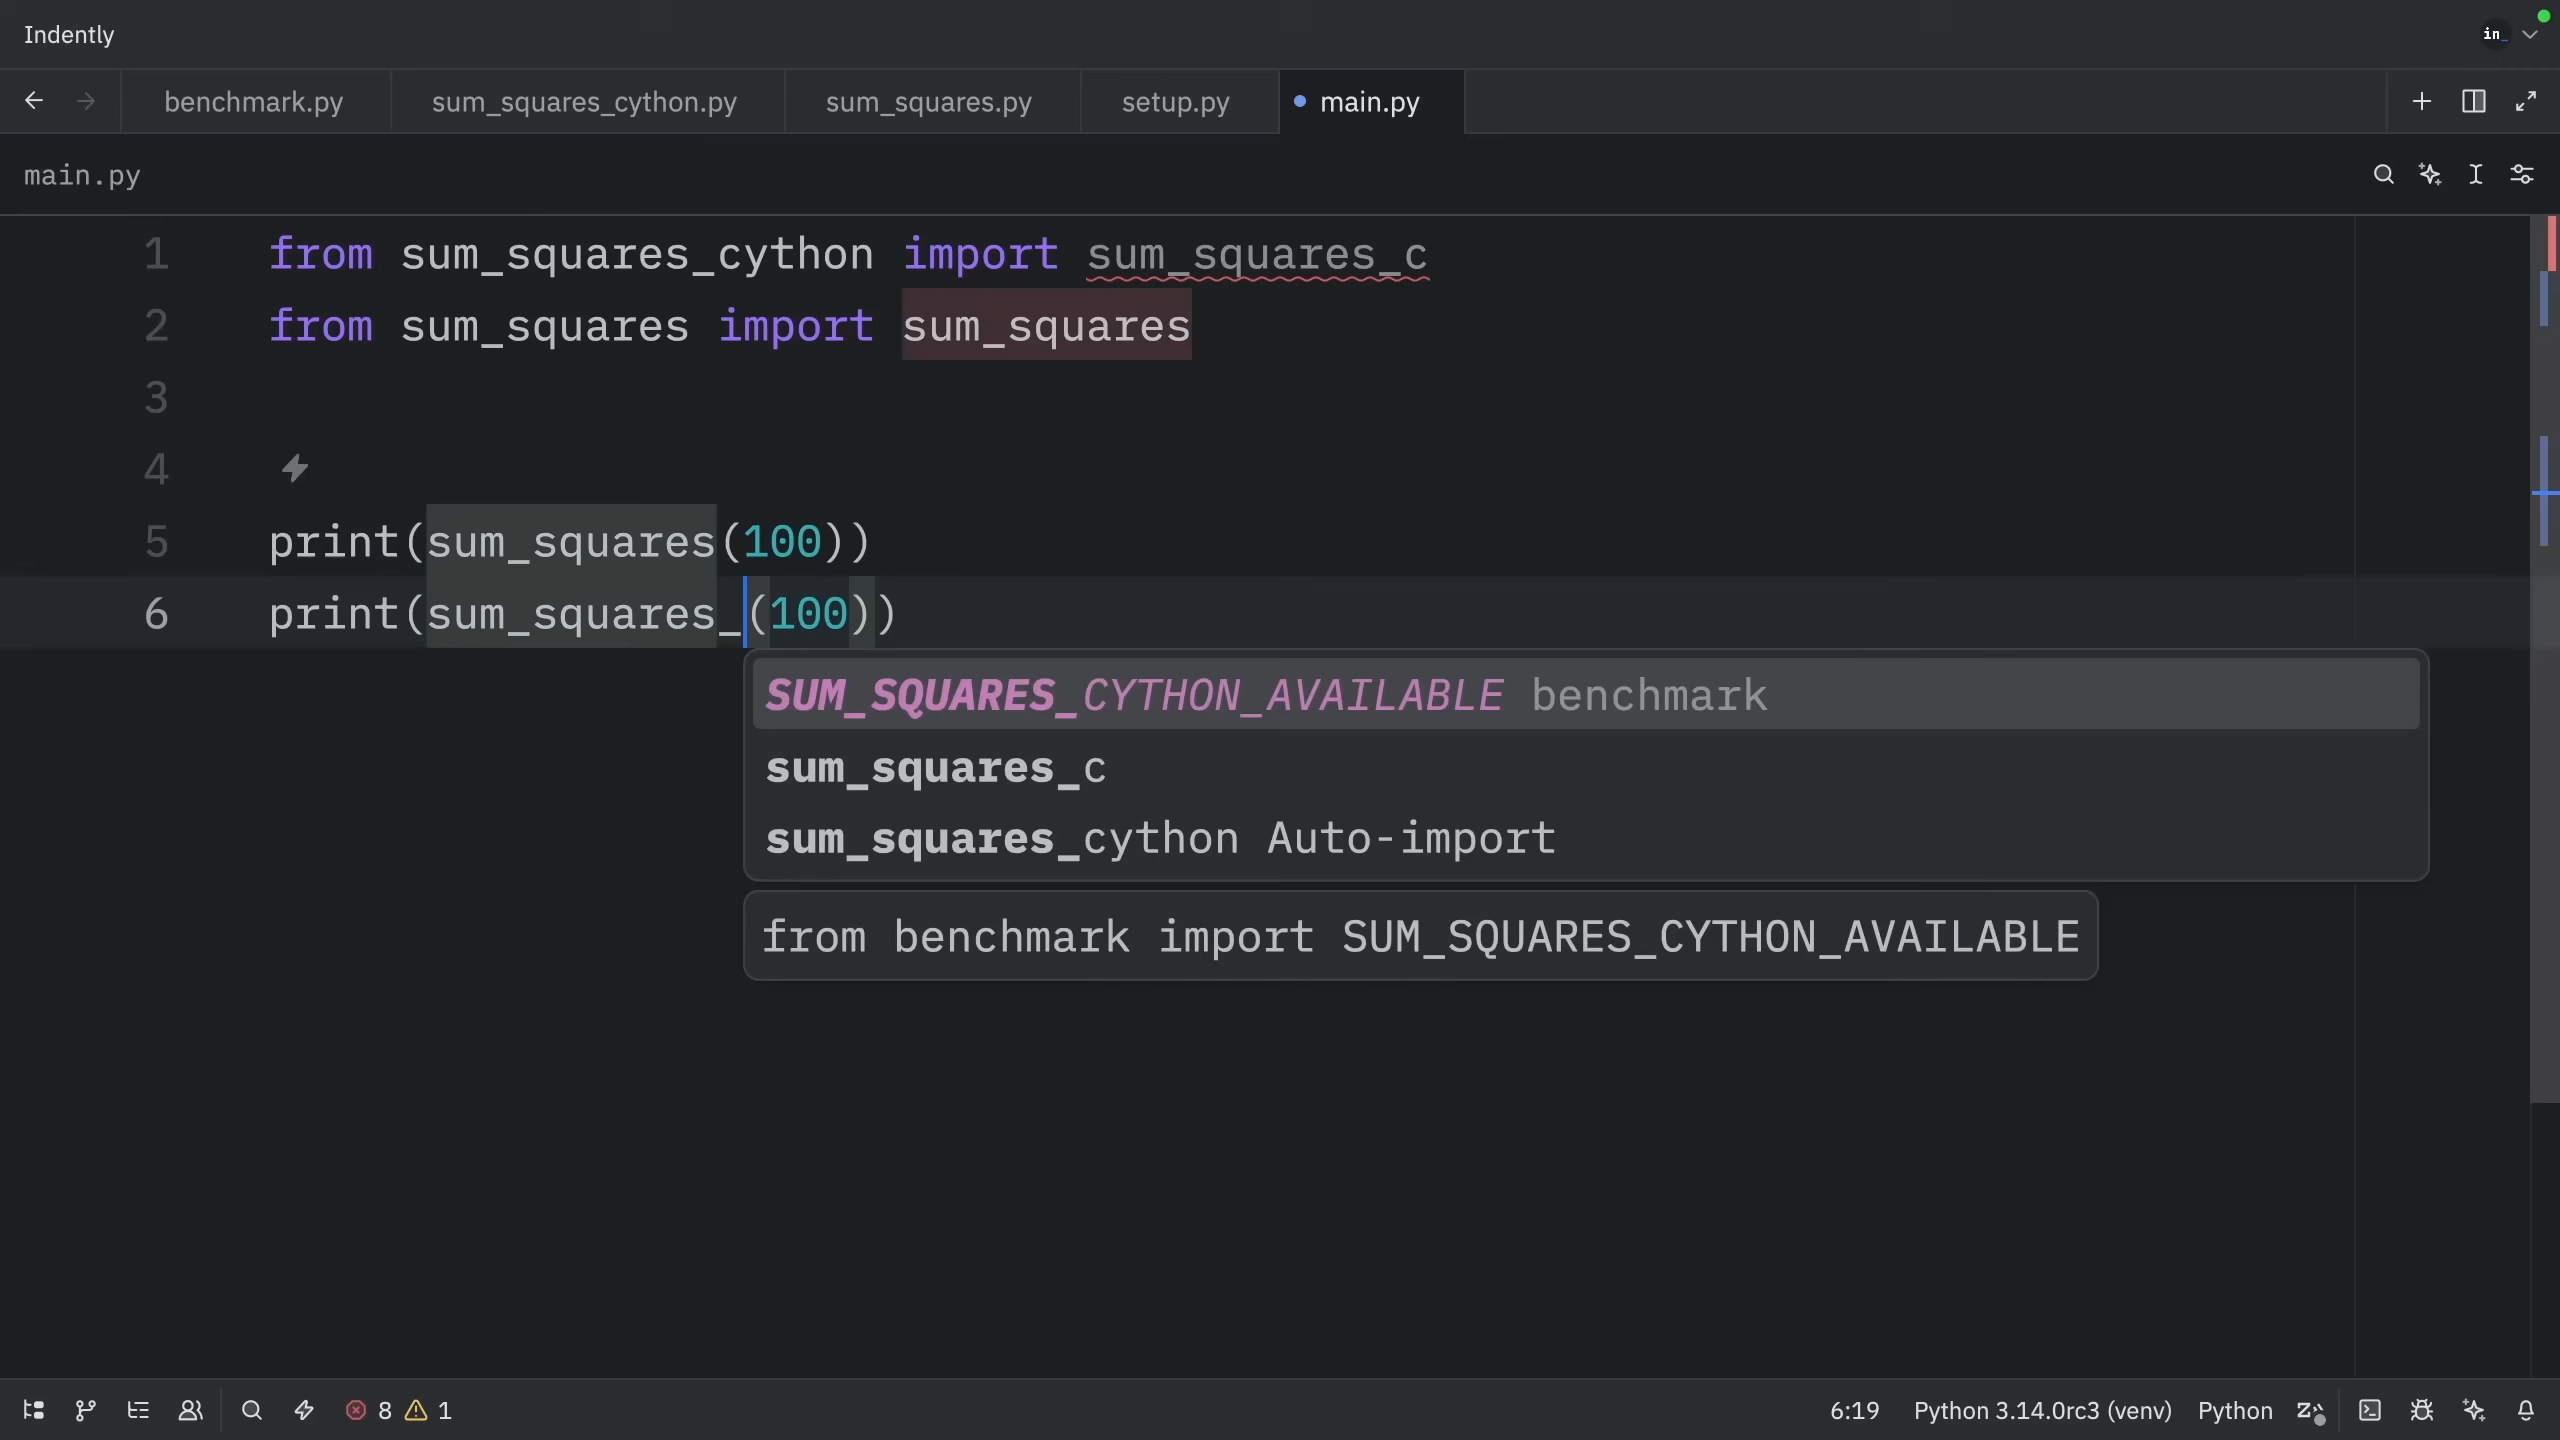 Indently
in_
benchmark.py
sum_squares_cython.py
sum_squares.py
setup.py
main.py
main.py
1 from sum_squares_cython import sum_squares_c
2 from sum_squares import sum_squares
3
4
5 print(sum_squares(100))
6 print(sum_squares_(100))
SUM_SQUARES_CYTHON_AVAILABLE benchmark
sum_squares_c
sum_squares_cython Auto-import
from benchmark import SUM_SQUARES_CYTHON_AVAILABLE
8 1 6:19 Python 3.14.0rc3 (venv) Python